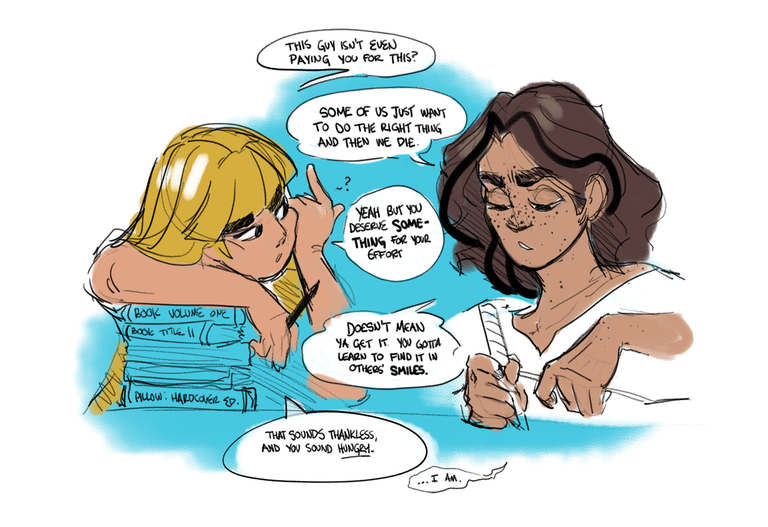 THIS GUY ISN'T EVEN
PAYING YOU FOR THIS?
SOME OF US JUST WANT
TO DO THE RIGHT THING
AND THEN WE DIE.
~?
YEAH BUT YOU
DESERVE SOME-
THING FOR YOUR
EFFORT
DOESN'T MEAN
YA GET IT. YOU GOTTA
LEARN TO FIND IT IN
OTHERS' SMILES.
BOOK VOLUME ONE
BOOK TITLE II
PILLOW: HARDCOVER ED.
THAT SOUNDS THANKLESS,
AND YOU SOUND HUNGRY.
...I AM.